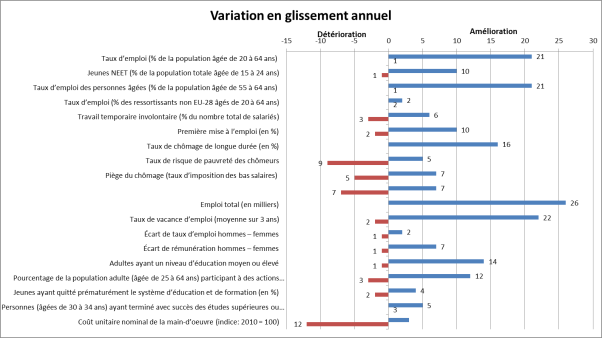 Variation en glissement annuel
Détérioration Amélioration
-15 -10 -5 0 5 10 15 20 25 30
Taux d'emploi (% de la population âgée de 20 à 64 ans) 1 21
Jeunes NEET (% de la population totale âgée de 15 à 24 ans) 1 10
Taux d'emploi des personnes âgées (% de la population âgée de 55 à 64 ans) 1 21
Taux d'emploi (% des ressortissants non EU-28 âgés de 20 à 64 ans) 2 2
Travail temporaire involontaire (% du nombre total de salariés) 3 6
Première mise à l'emploi (en %) 2 10
Taux de chômage de longue durée (en %) 16
Taux de risque de pauvreté des chômeurs 9 5
Piège du chômage (taux d'imposition des bas salaires) 5 7
7 7
Emploi total (en milliers) 26
Taux de vacance d'emploi (moyenne sur 3 ans) 2 22
Écart de taux d'emploi hommes – femmes 1 2
Écart de rémunération hommes – femmes 1 7
Adultes ayant un niveau d'éducation moyen ou élevé 1 14
Pourcentage de la population adulte (âgée de 25 à 64 ans) participant à des actions... 3 12
Jeunes ayant quitté prématurément le système d'éducation et de formation (en %) 2 4
Personnes (âgées de 30 à 34 ans) ayant terminé avec succès des études supérieures ou... 3 5
Coût unitaire nominal de la main-d'oeuvre (indice: 2010 = 100) 12